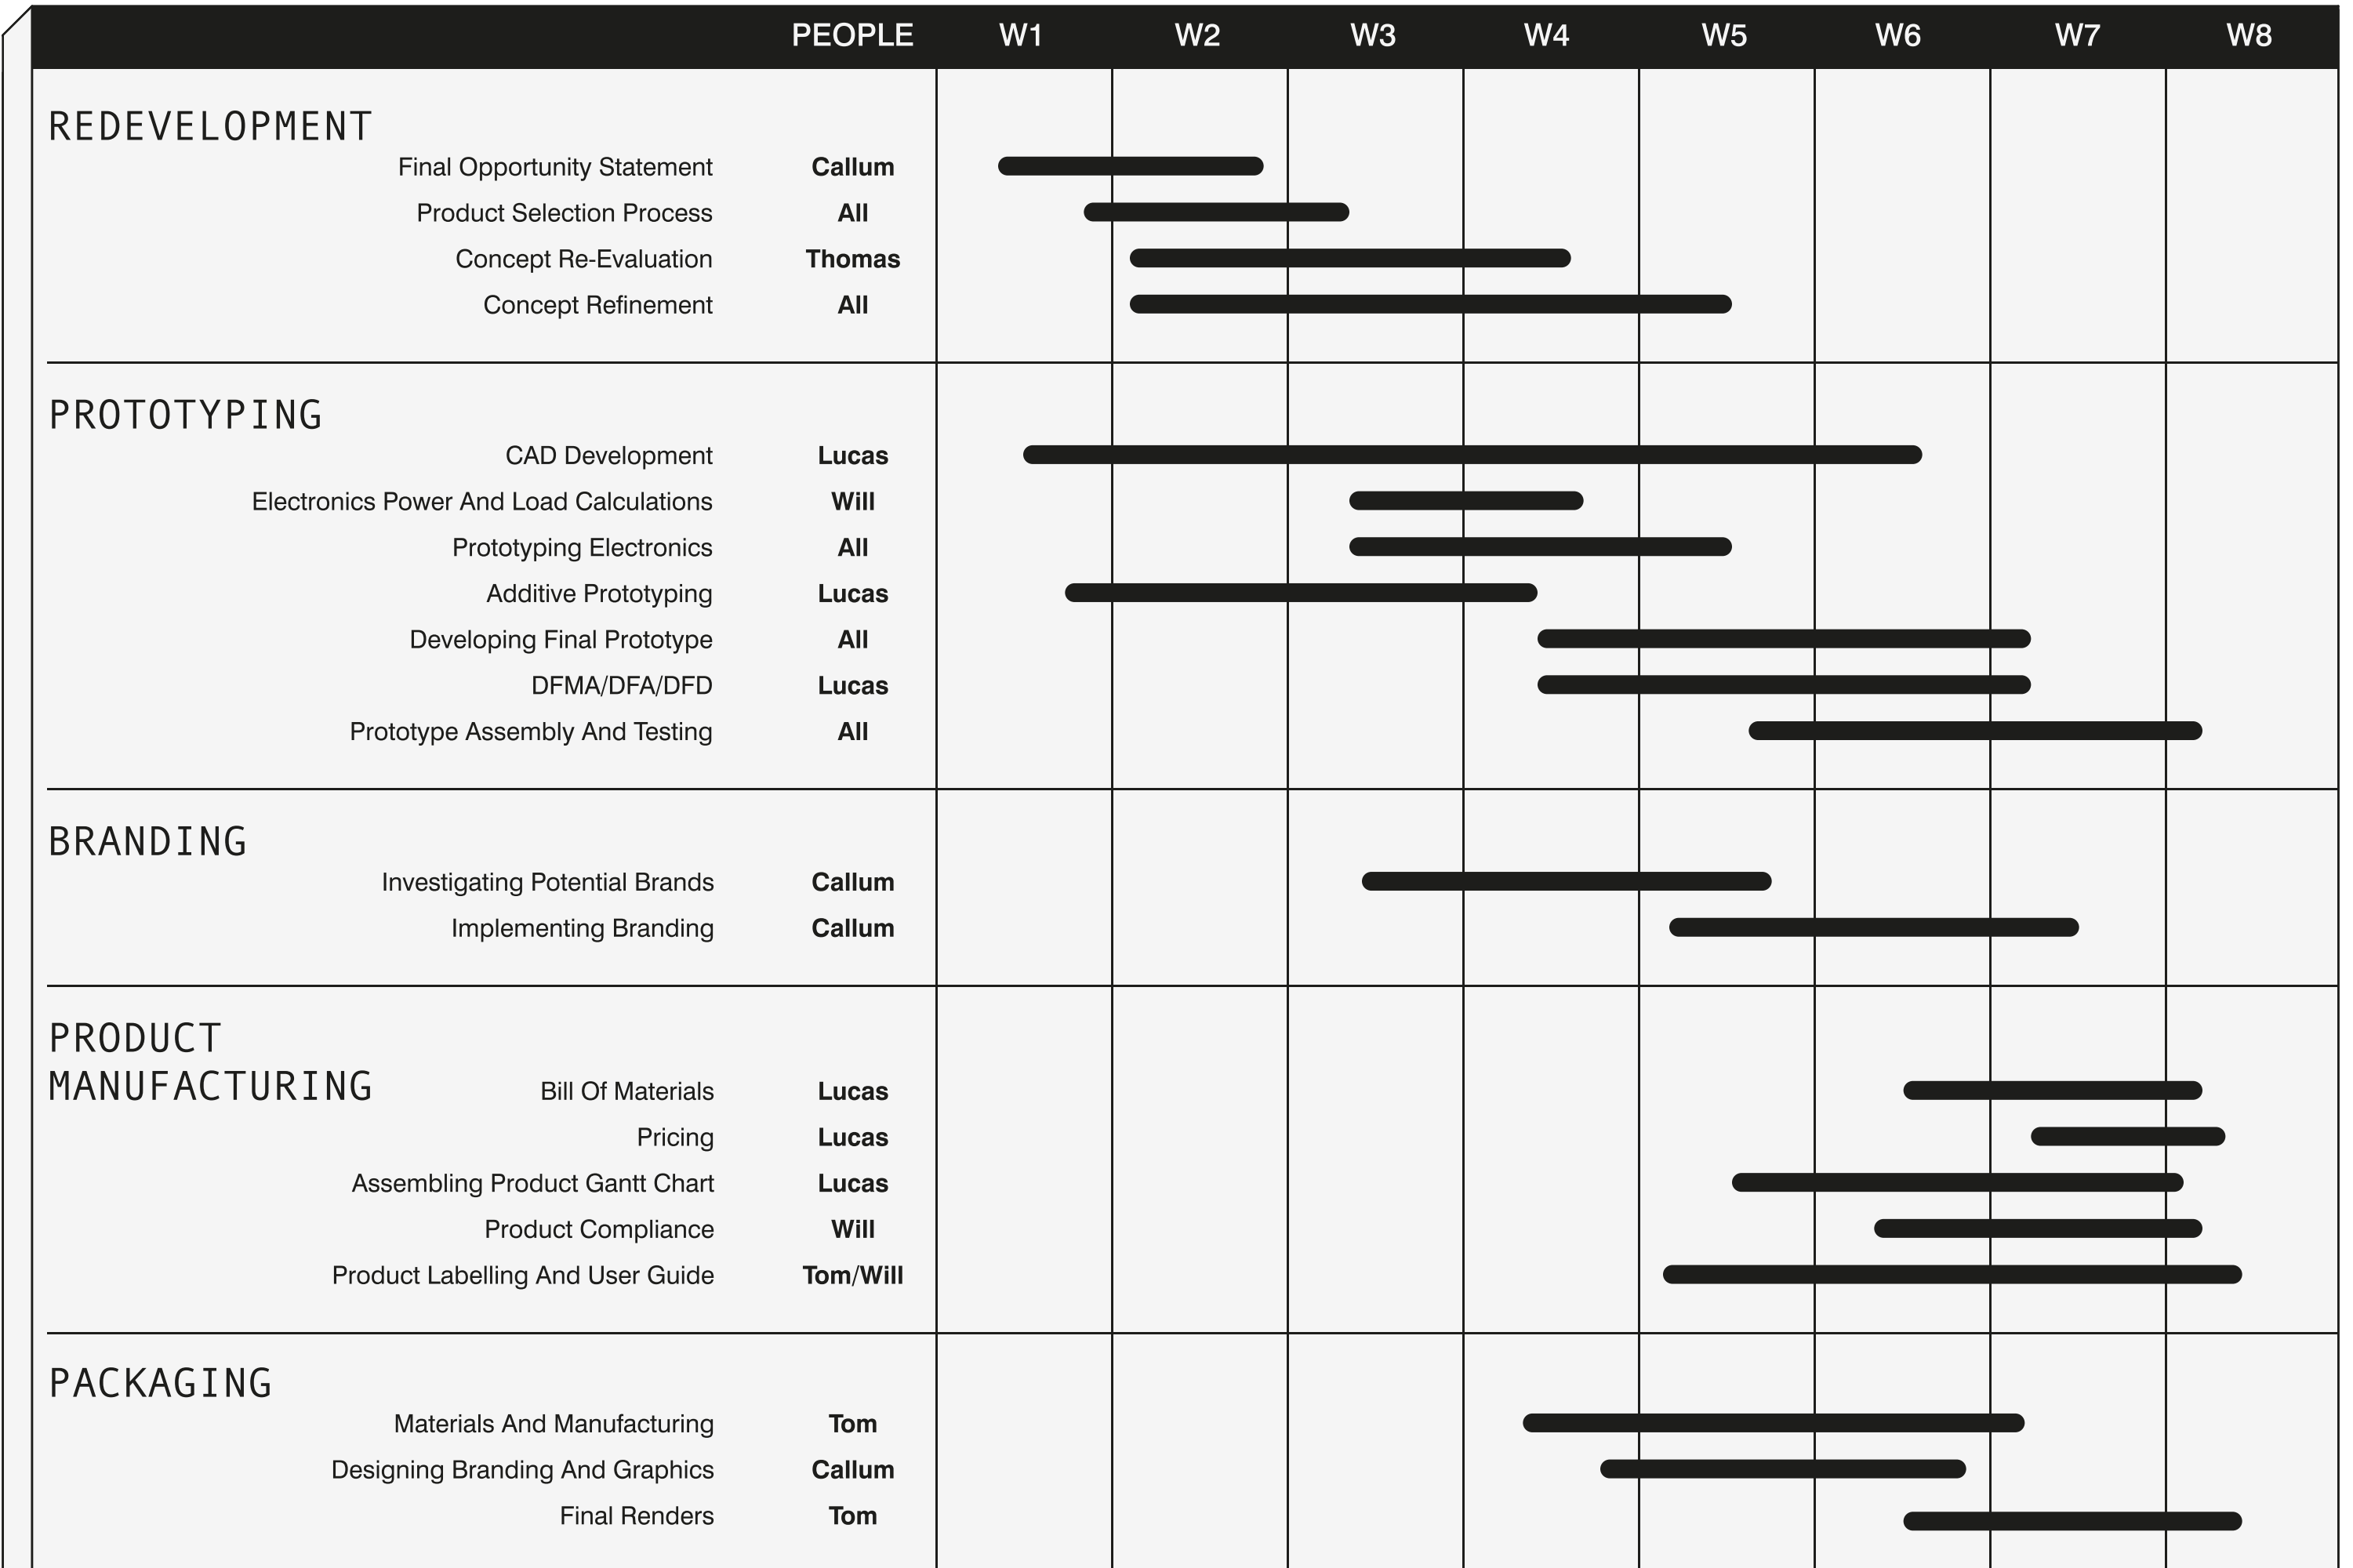 PEOPLE W1 W2 W3 W4 W5 W6 W7 W8
REDEVELOPMENT
Final Opportunity Statement Callum
Product Selection Process All
Concept Re-Evaluation Thomas
Concept Refinement All
PROTOTYPING
CAD Development Lucas
Electronics Power And Load Calculations Will
Prototyping Electronics All
Additive Prototyping Lucas
Developing Final Prototype All
DFMA/DFA/DFD Lucas
Prototype Assembly And Testing All
BRANDING
Investigating Potential Brands Callum
Implementing Branding Callum
PRODUCT
MANUFACTURING
Bill Of Materials Lucas
Pricing Lucas
Assembling Product Gantt Chart Lucas
Product Compliance Will
Product Labelling And User Guide Tom/Will
PACKAGING
Materials And Manufacturing Tom
Designing Branding And Graphics Callum
Final Renders Tom